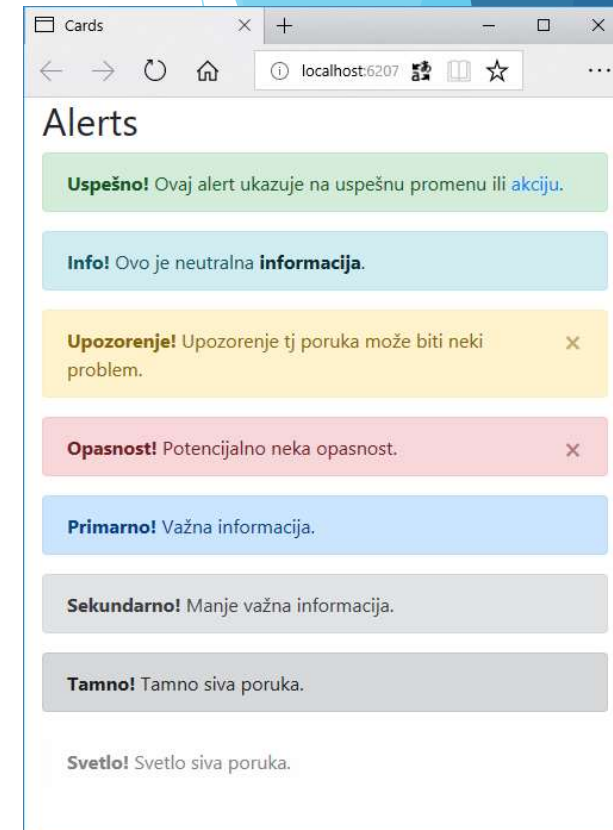 Cards
localhost:6207
Alerts
Uspešno! Ovaj alert ukazuje na uspešnu promenu ili akciju.
Info! Ovo je neutralna informacija.
Upozorenje! Upozorenje tj poruka može biti neki
problem.
Opasnost! Potencijalno neka opasnost.
Primarno! Važna informacija.
Sekundarno! Manje važna informacija.
Tamno! Tamno siva poruka.
Svetlo! Svetlo siva poruka.